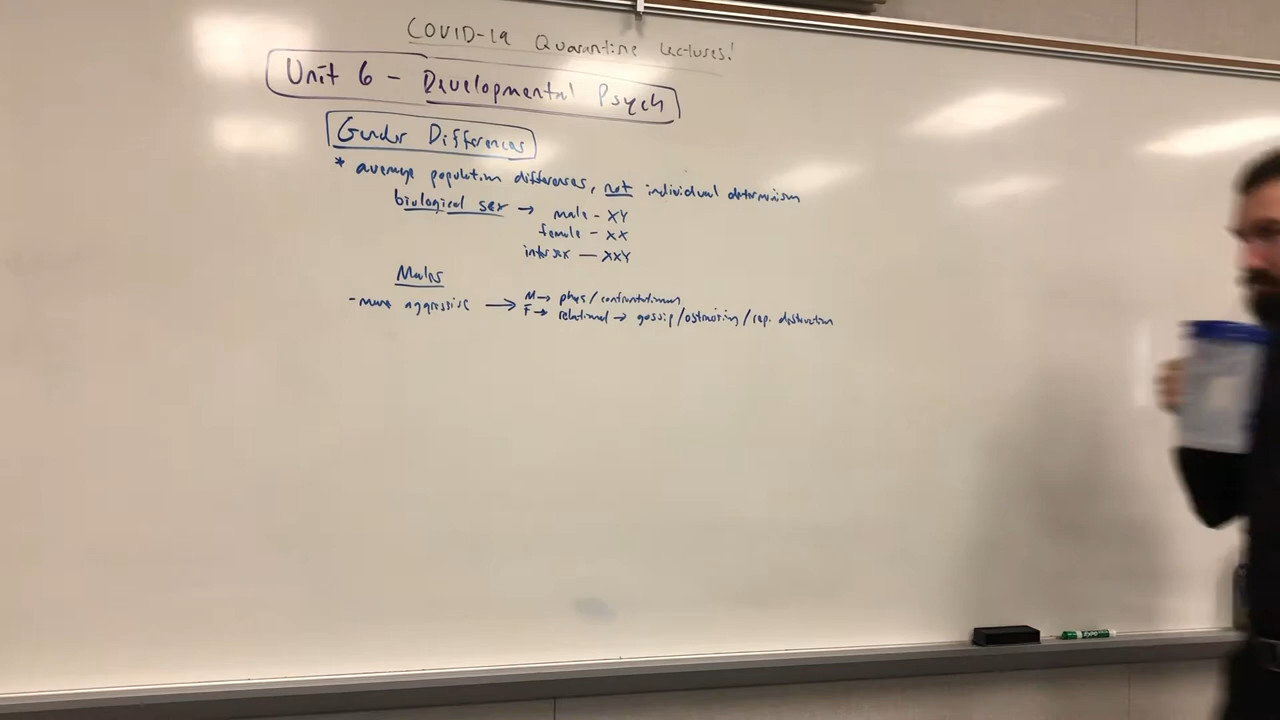 COVID-19 Quarantine Lectures!
Unit 6 - Developmental Psych
Gender Differences
* average population differences, not individual determinism
biological sex → male - XY
female - XX
intersex - XXY
Males
- more aggressive → M → phys/confrontational
F → relational → gossip/ostracizing/rep. destruction
EXPO